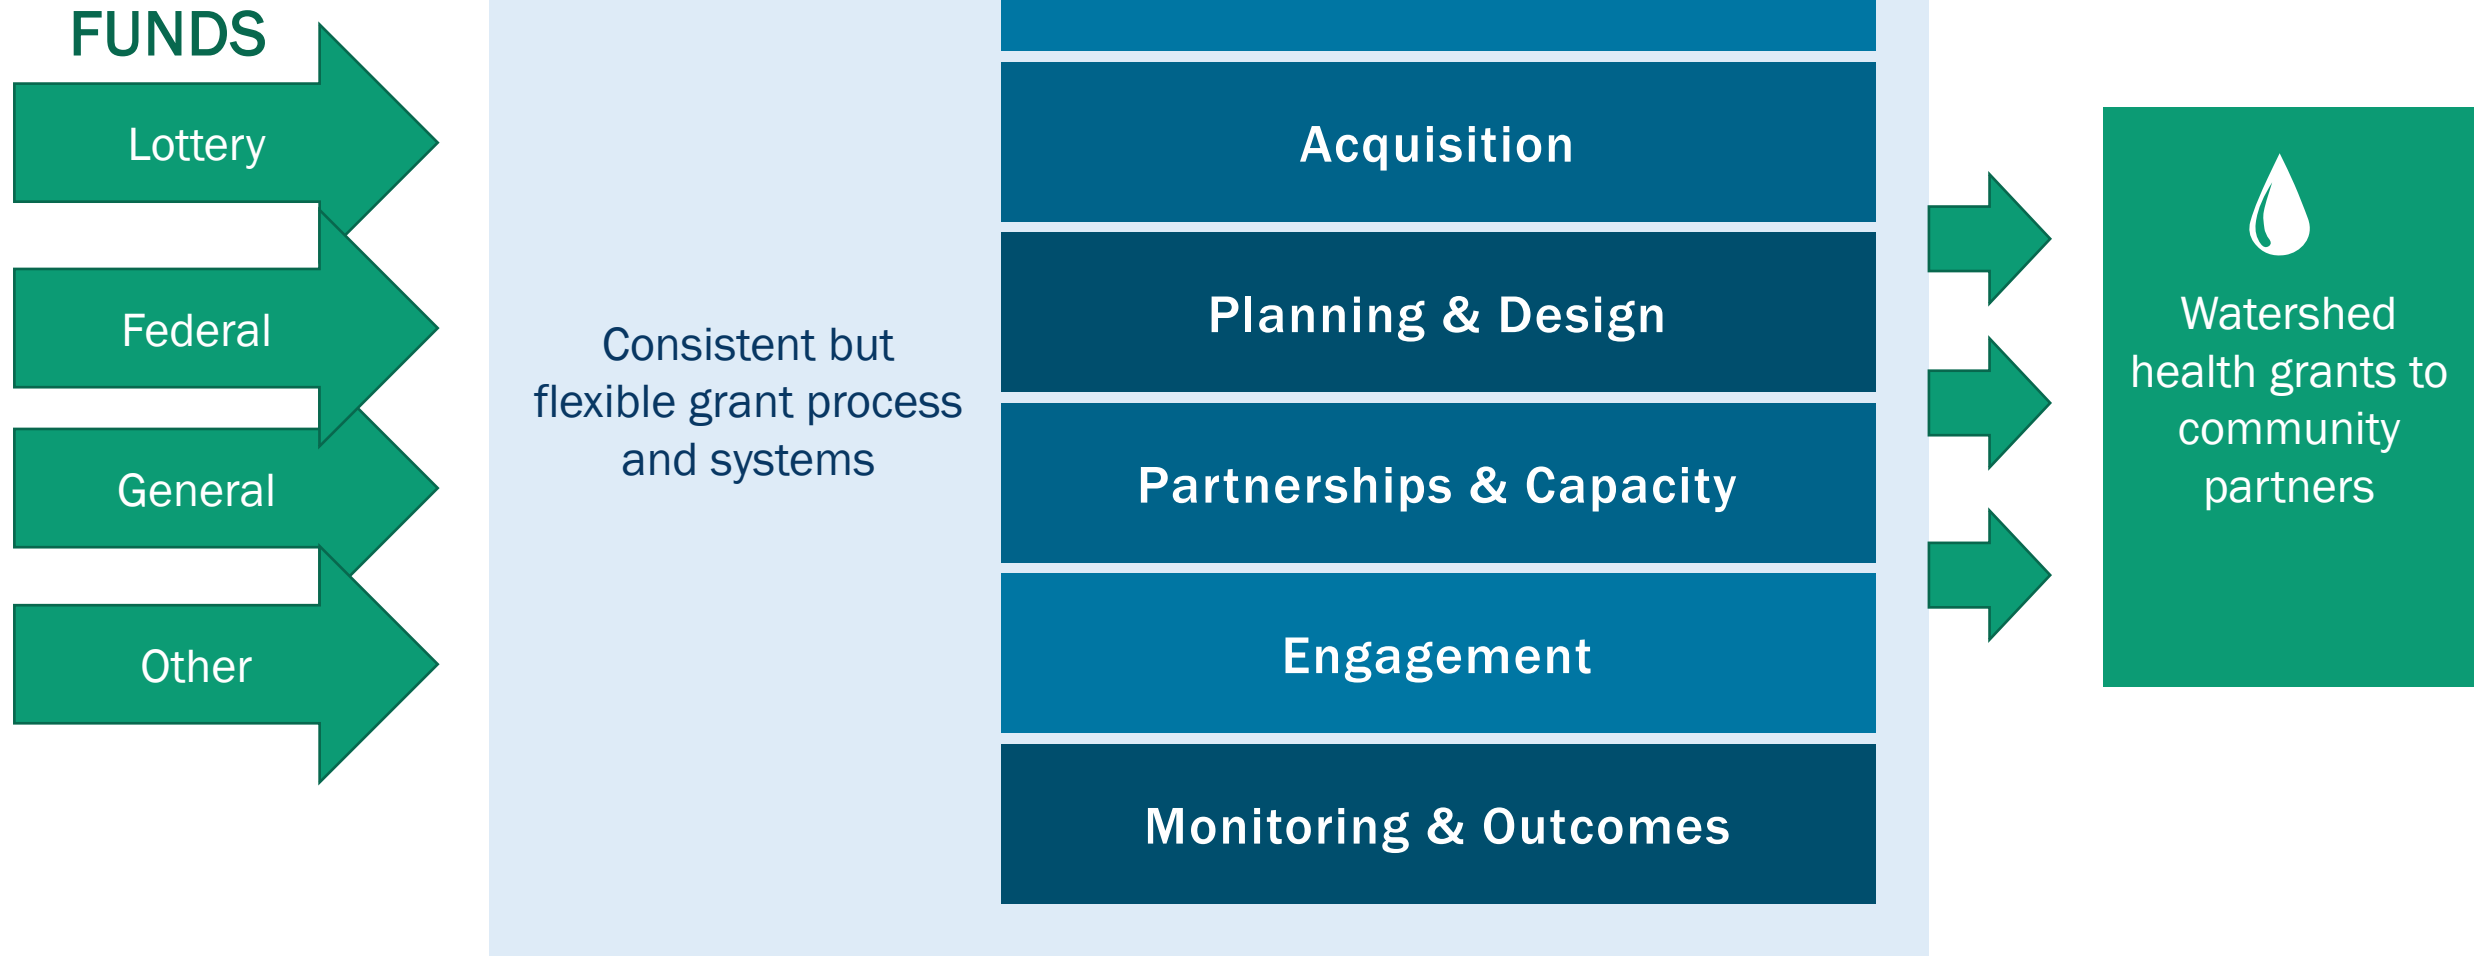 FUNDS
Lottery
Federal
General
Other
Consistent but
flexible grant process
and systems
Acquisition
Planning & Design
Partnerships & Capacity
Engagement
Monitoring & Outcomes
Watershed
health grants to
community
partners